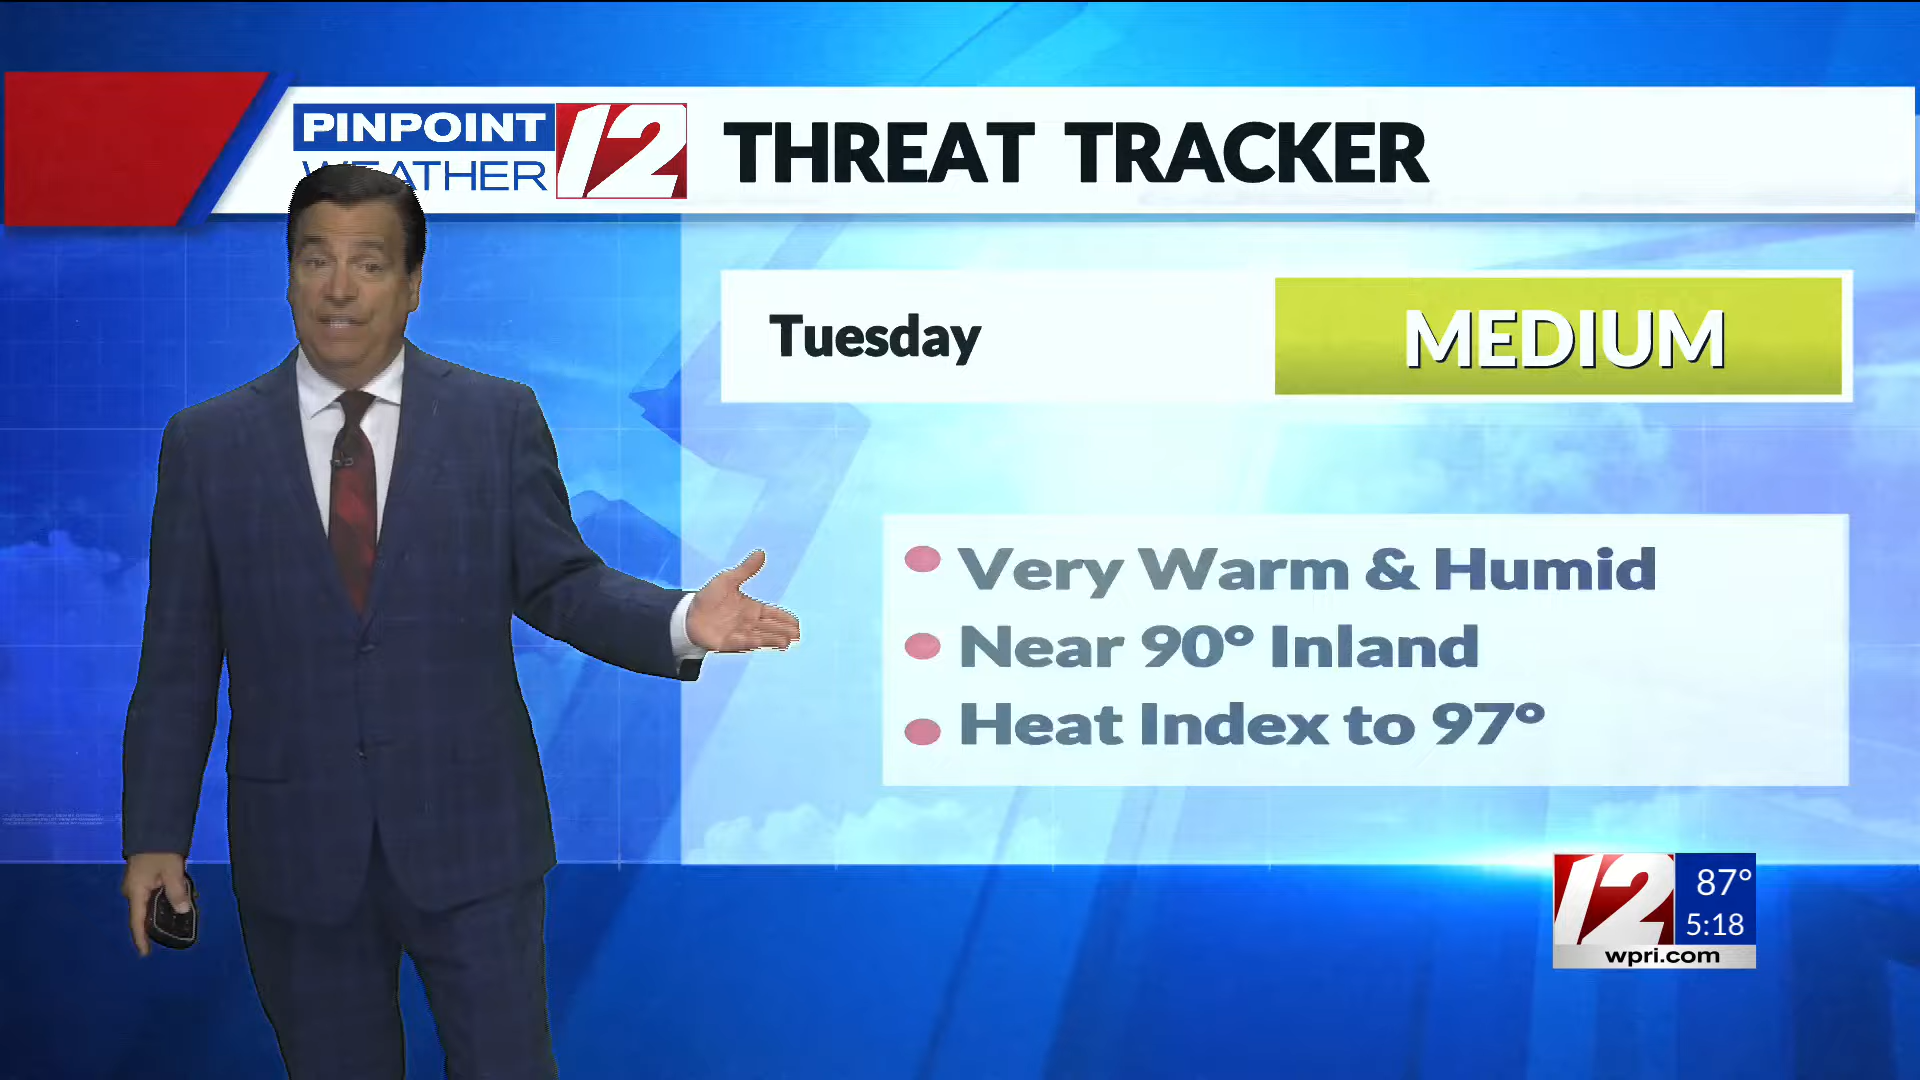 PINPOINT
WEATHER
12
THREAT TRACKER
Tuesday
MEDIUM
Very Warm & Humid
Near 90° Inland
Heat Index to 97°
12
87°
5:18
wpri.com